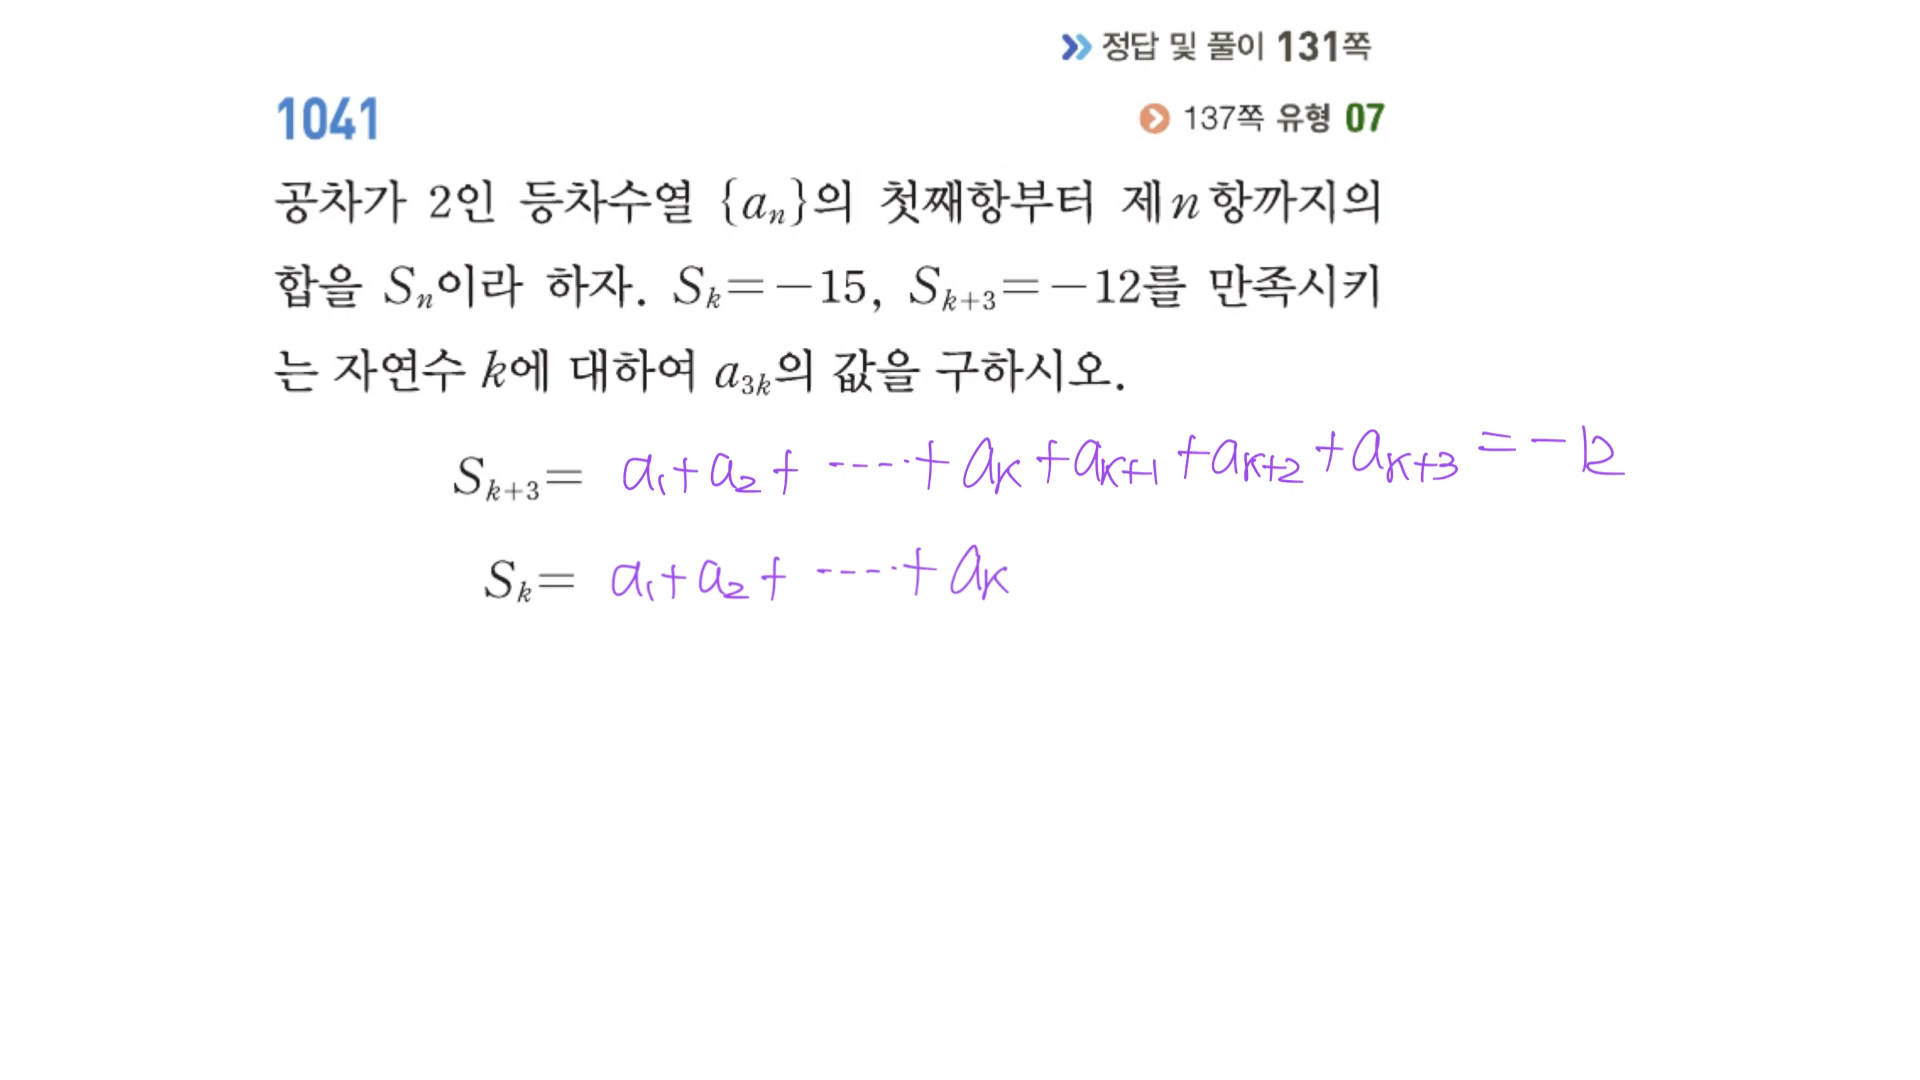 정답 및 풀이 131쪽
1041
137쪽 유형 07
공차가 2인 등차수열 {aₙ}의 첫째항부터 제n항까지의
합을 Sₙ이라 하자. Sₖ=−15, Sₖ₊₃=−12를 만족시키
는 자연수 k에 대하여 a₃ₖ의 값을 구하시오.
Sₖ₊₃= a₁+a₂+ ----·+ aₖ+aₖ₊₁+aₖ₊₂+aₖ₊₃=-12
Sₖ= a₁+a₂+ ----·+ aₖ